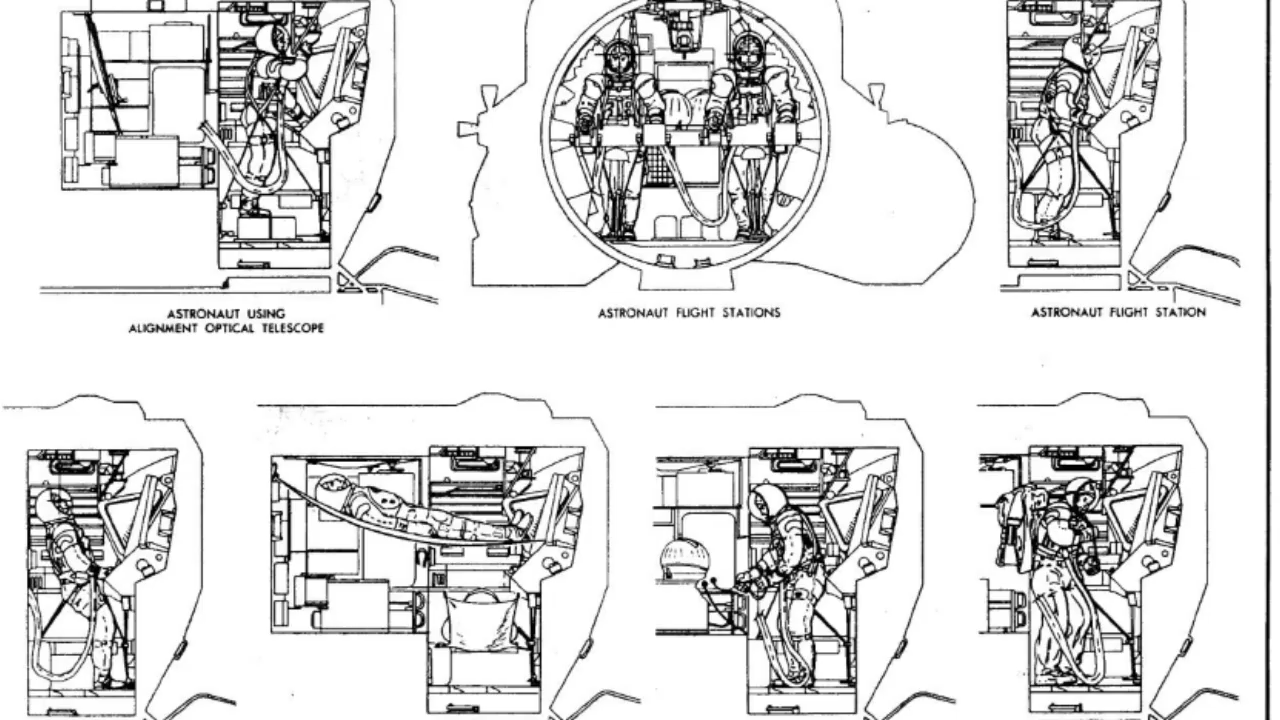 ASTRONAUT USING
ALIGNMENT OPTICAL TELESCOPE
ASTRONAUT FLIGHT STATIONS
ASTRONAUT FLIGHT STATION